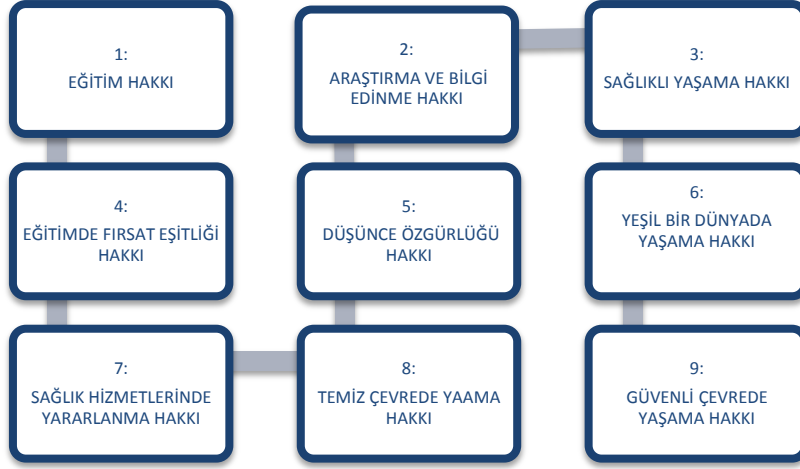 1:
EĞİTİM HAKKI
2:
ARAŞTIRMA VE BİLGİ
EDİNME HAKKI
3:
SAĞLIKLI YAŞAMA HAKKI
4:
EĞİTİMDE FIRSAT EŞİTLİĞİ
HAKKI
5:
DÜŞÜNCE ÖZGÜRLÜĞÜ
HAKKI
6:
YEŞİL BİR DÜNYADA
YAŞAMA HAKKI
7:
SAĞLIK HİZMETLERİNDE
YARARLANMA HAKKI
8:
TEMİZ ÇEVREDE YAAMA
HAKKI
9:
GÜVENLİ ÇEVREDE
YAŞAMA HAKKI